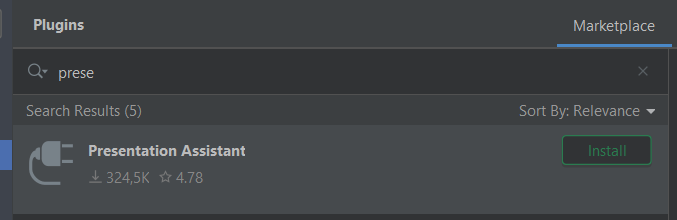 Plugins
Marketplace
prese
Search Results (5)
Sort By: Relevance
Presentation Assistant
Install
324,5K 4.78